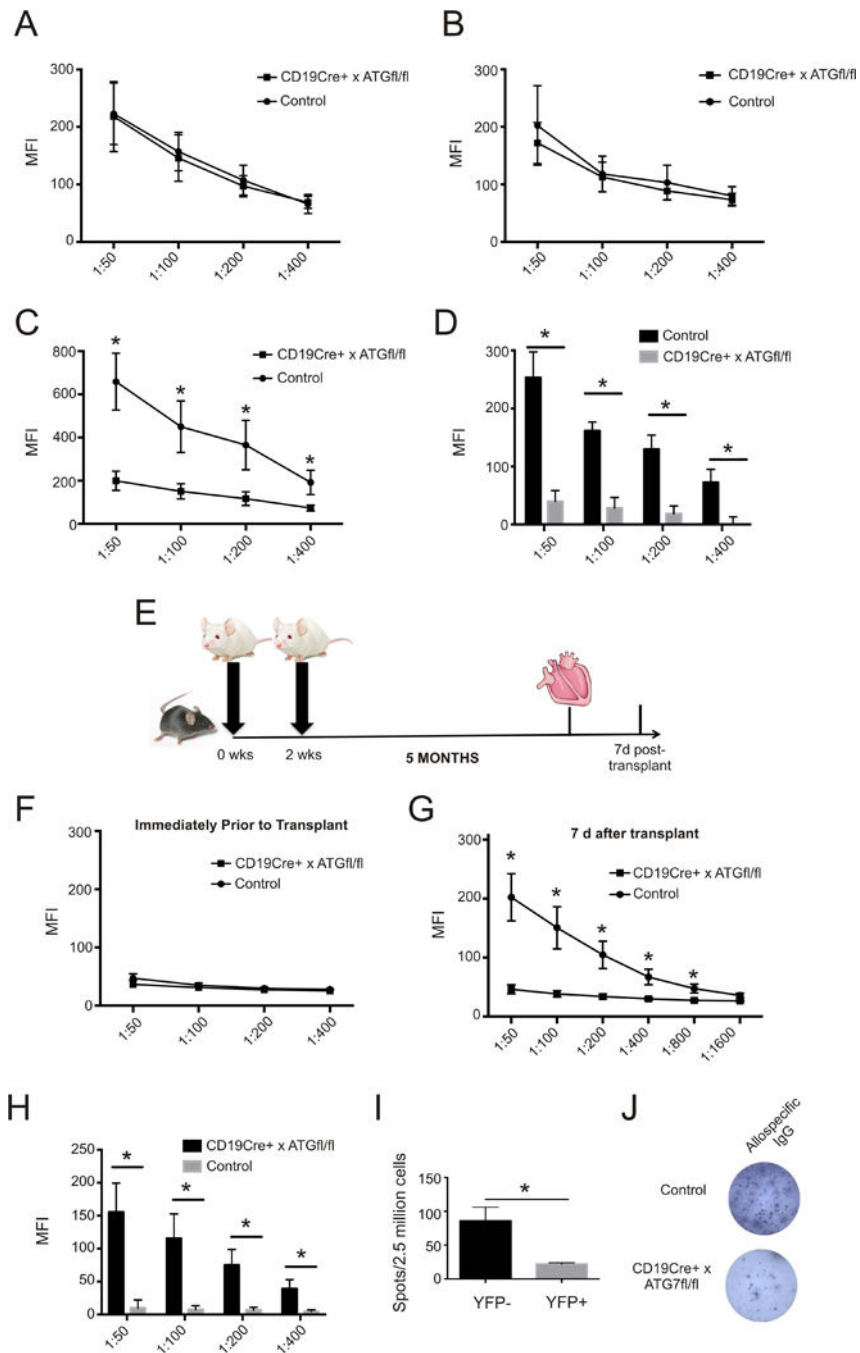 A
CD19Cre+ x ATGfl/fl
Control
MFI
300
200
100
0
1:50
1:100
1:200
1:400
B
CD19Cre+ x ATGfl/fl
Control
MFI
300
200
100
0
1:50
1:100
1:200
1:400
C
CD19Cre+ x ATGfl/fl
Control
MFI
800
600
400
200
0
* * * *
1:50
1:100
1:200
1:400
D
Control
CD19Cre+ x ATGfl/fl
MFI
300
200
100
0
* * * *
1:50
1:100
1:200
1:400
E
0 wks
2 wks
5 MONTHS
7d post-
transplant
F
Immediately Prior to Transplant
CD19Cre+ x ATGfl/fl
Control
MFI
300
200
100
0
1:50
1:100
1:200
1:400
G
7 d after transplant
CD19Cre+ x ATGfl/fl
Control
MFI
300
200
100
0
* * * * *
1:50
1:100
1:200
1:400
1:800
1:1600
H
CD19Cre+ x ATGfl/fl
Control
MFI
250
200
150
100
50
0
* * * *
1:50
1:100
1:200
1:400
I
Spots/2.5 million cells
150
100
50
0
*
YFP-
YFP+
J
Allospecific
IgG
Control
CD19Cre+ x
ATG7fl/fl